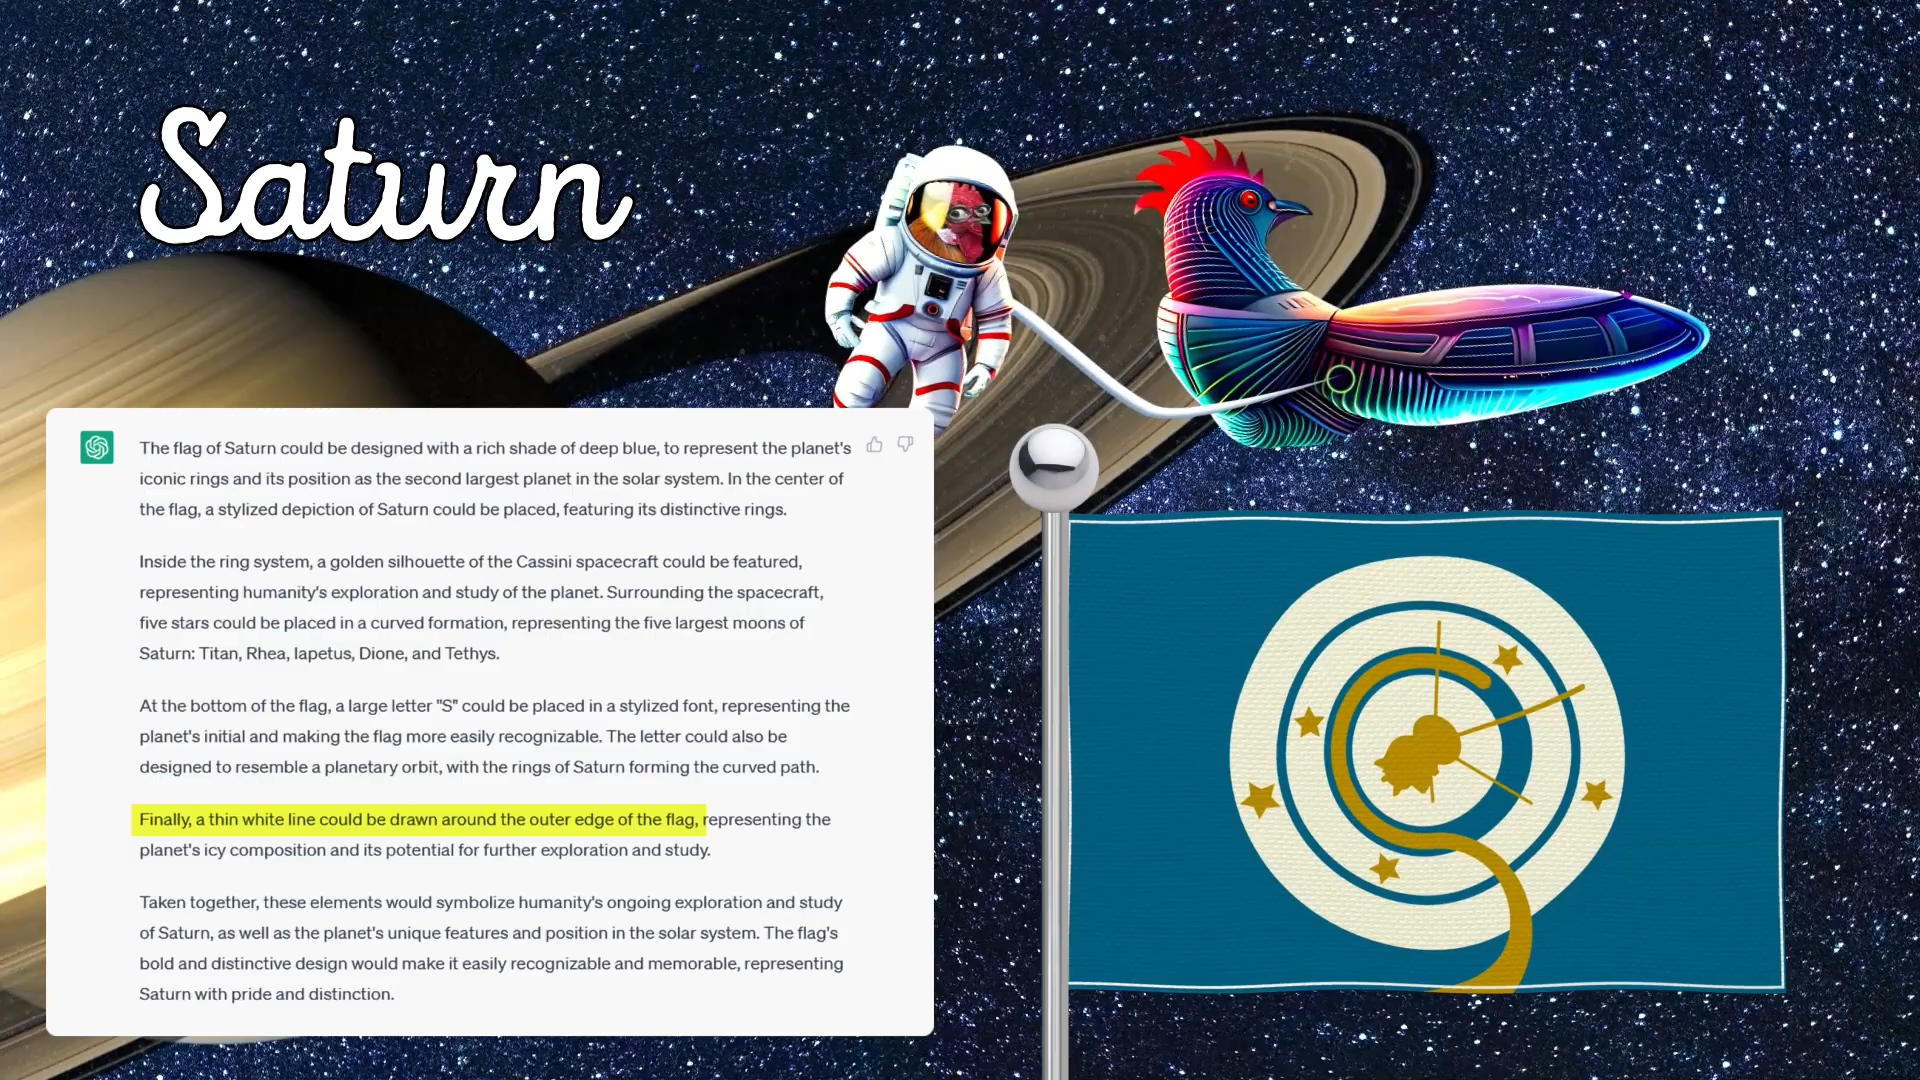 Saturn
The flag of Saturn could be designed with a rich shade of deep blue, to represent the planet's
iconic rings and its position as the second largest planet in the solar system. In the center of
the flag, a stylized depiction of Saturn could be placed, featuring its distinctive rings.
Inside the ring system, a golden silhouette of the Cassini spacecraft could be featured,
representing humanity's exploration and study of the planet. Surrounding the spacecraft,
five stars could be placed in a curved formation, representing the five largest moons of
Saturn: Titan, Rhea, Iapetus, Dione, and Tethys.
At the bottom of the flag, a large letter "S" could be placed in a stylized font, representing the
planet's initial and making the flag more easily recognizable. The letter could also be
designed to resemble a planetary orbit, with the rings of Saturn forming the curved path.
Finally, a thin white line could be drawn around the outer edge of the flag, representing the
planet's icy composition and its potential for further exploration and study.
Taken together, these elements would symbolize humanity's ongoing exploration and study
of Saturn, as well as the planet's unique features and position in the solar system. The flag's
bold and distinctive design would make it easily recognizable and memorable, representing
Saturn with pride and distinction.